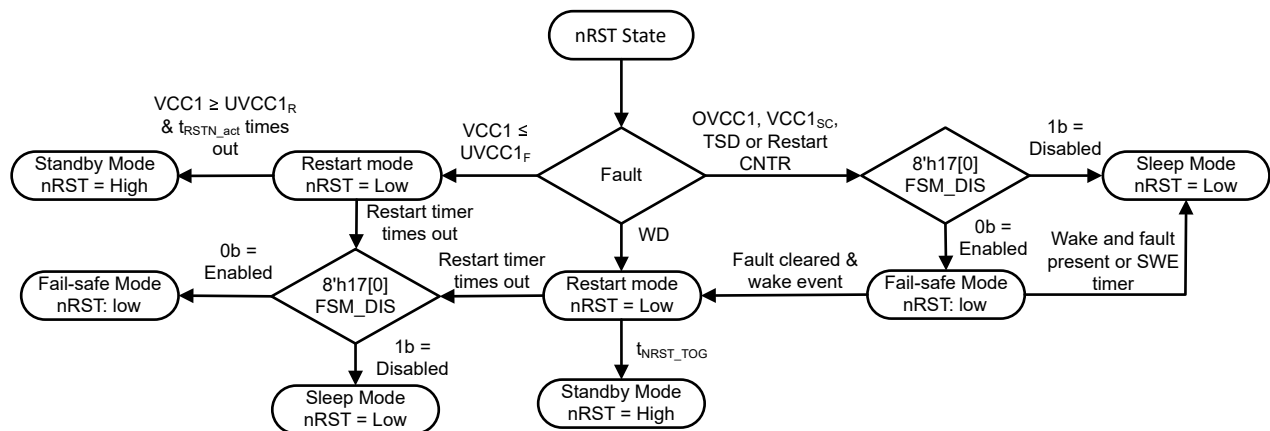 nRST State
VCC1 ≥ UVCC1R
& tRSTN_act times
out
VCC1 ≤
UVCC1F
OVCC1, VCC1SC,
TSD or Restart
CNTR
1b =
Disabled
Standby Mode
nRST = High
Restart mode
nRST = Low
Fault
8'h17[0]
FSM_DIS
Sleep Mode
nRST = Low
Restart timer
times out
WD
0b =
Enabled
Wake and fault
present or SWE
timer
0b =
Enabled
Fail-safe Mode
nRST: low
8'h17[0]
FSM_DIS
Restart timer
times out
Restart mode
nRST = Low
Fault cleared &
wake event
Fail-safe Mode
nRST: low
1b =
Disabled
tNRST_TOG
Sleep Mode
nRST = Low
Standby Mode
nRST = High